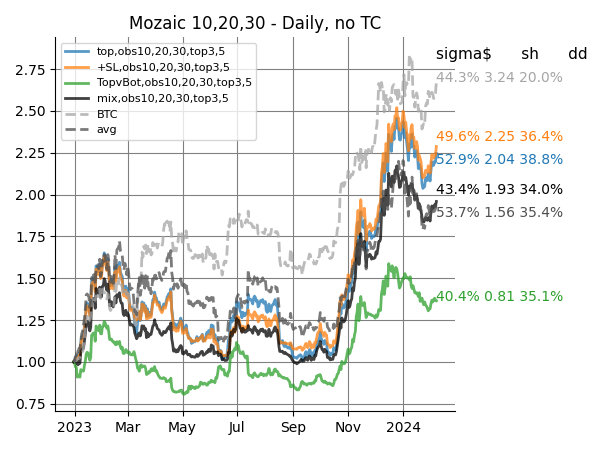 Mozaic 10,20,30 - Daily, no TC
top,obs10,20,30,top3,5
+SL,obs10,20,30,top3,5
TopvBot,obs10,20,30,top3,5
mix,obs10,20,30,top3,5
BTC
avg
sigma$ sh dd
44.3% 3.24 20.0%
49.6% 2.25 36.4%
52.9% 2.04 38.8%
43.4% 1.93 34.0%
53.7% 1.56 35.4%
40.4% 0.81 35.1%
2.75
2.50
2.25
2.00
1.75
1.50
1.25
1.00
0.75
2023 Mar May Jul Sep Nov 2024